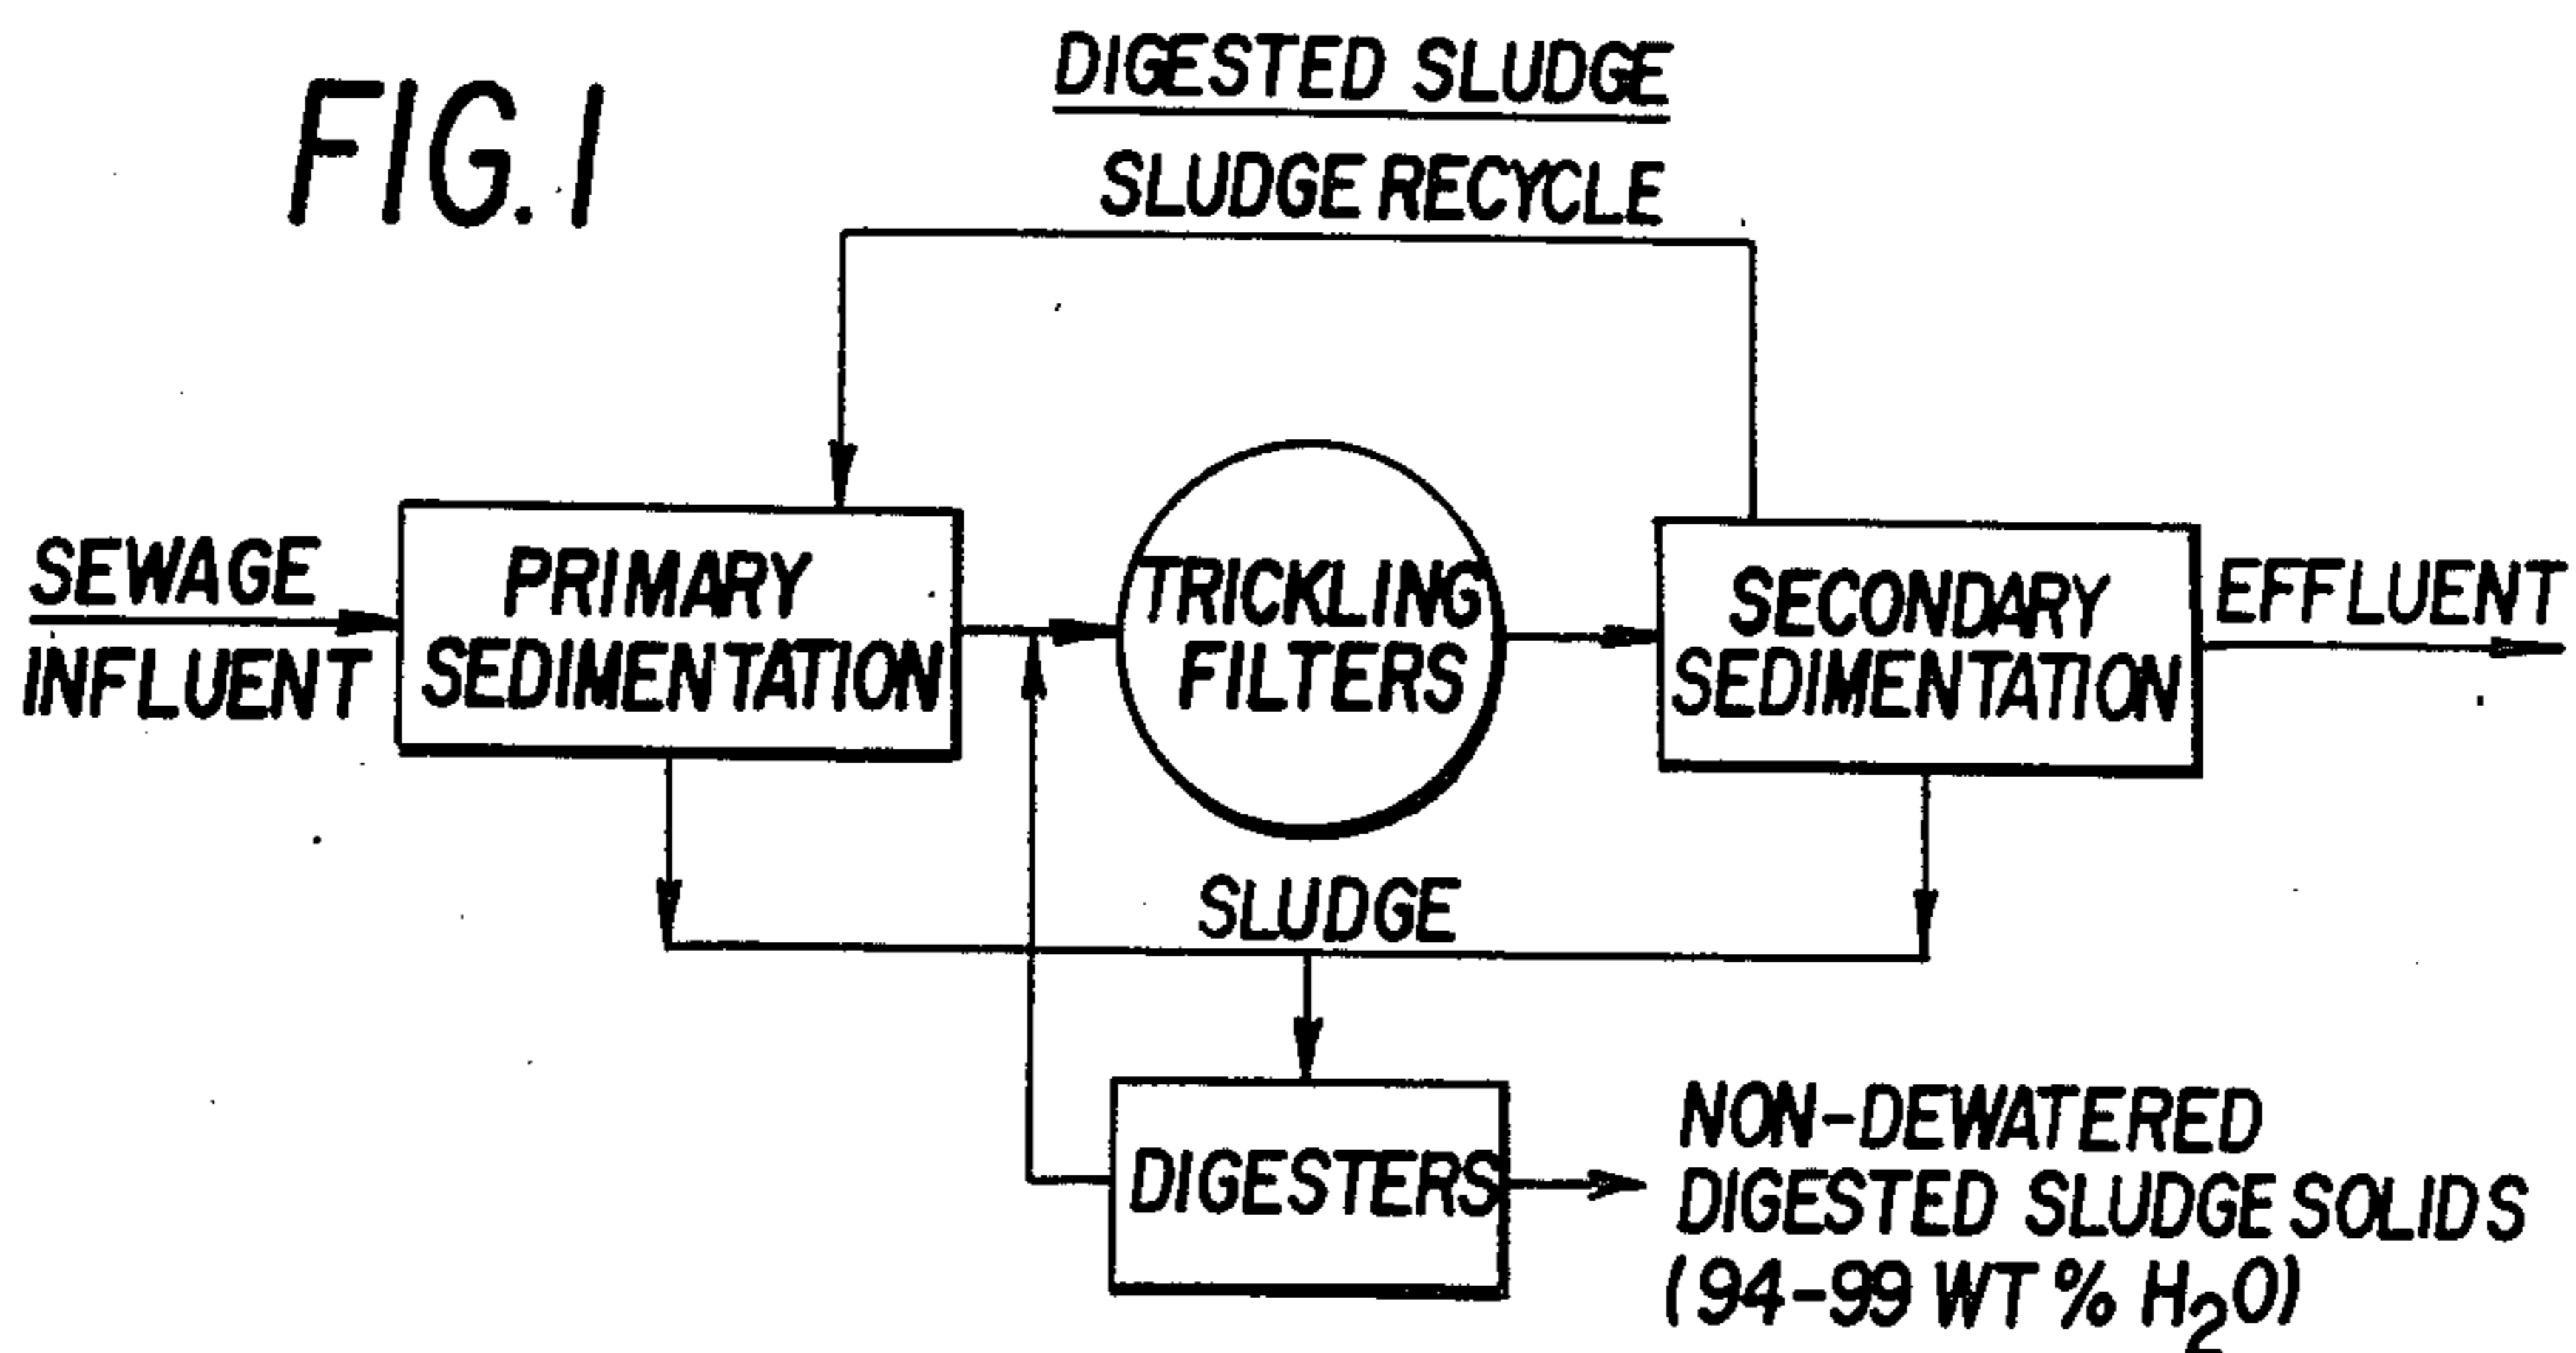 FIG. 1
DIGESTED SLUDGE
SLUDGE RECYCLE
SEWAGE
INFLUENT
PRIMARY
SEDIMENTATION
TRICKLING
FILTERS
SECONDARY
SEDIMENTATION
EFFLUENT
SLUDGE
DIGESTERS
NON-DEWATERED
DIGESTED SLUDGE SOLIDS
(94-99 WT % H₂O)